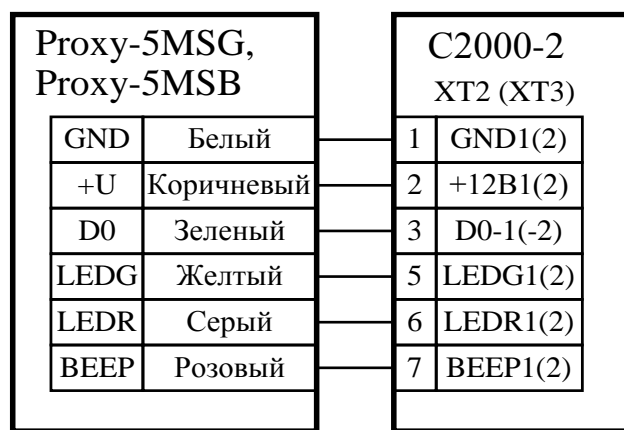 Proxy-5MSG,
Proxy-5MSB
C2000-2
XT2 (XT3)
GND Белый 1 GND1(2)
+U Коричневый 2 +12В1(2)
D0 Зеленый 3 D0-1(-2)
LEDG Желтый 5 LEDG1(2)
LEDR Серый 6 LEDR1(2)
BEEP Розовый 7 BEEP1(2)